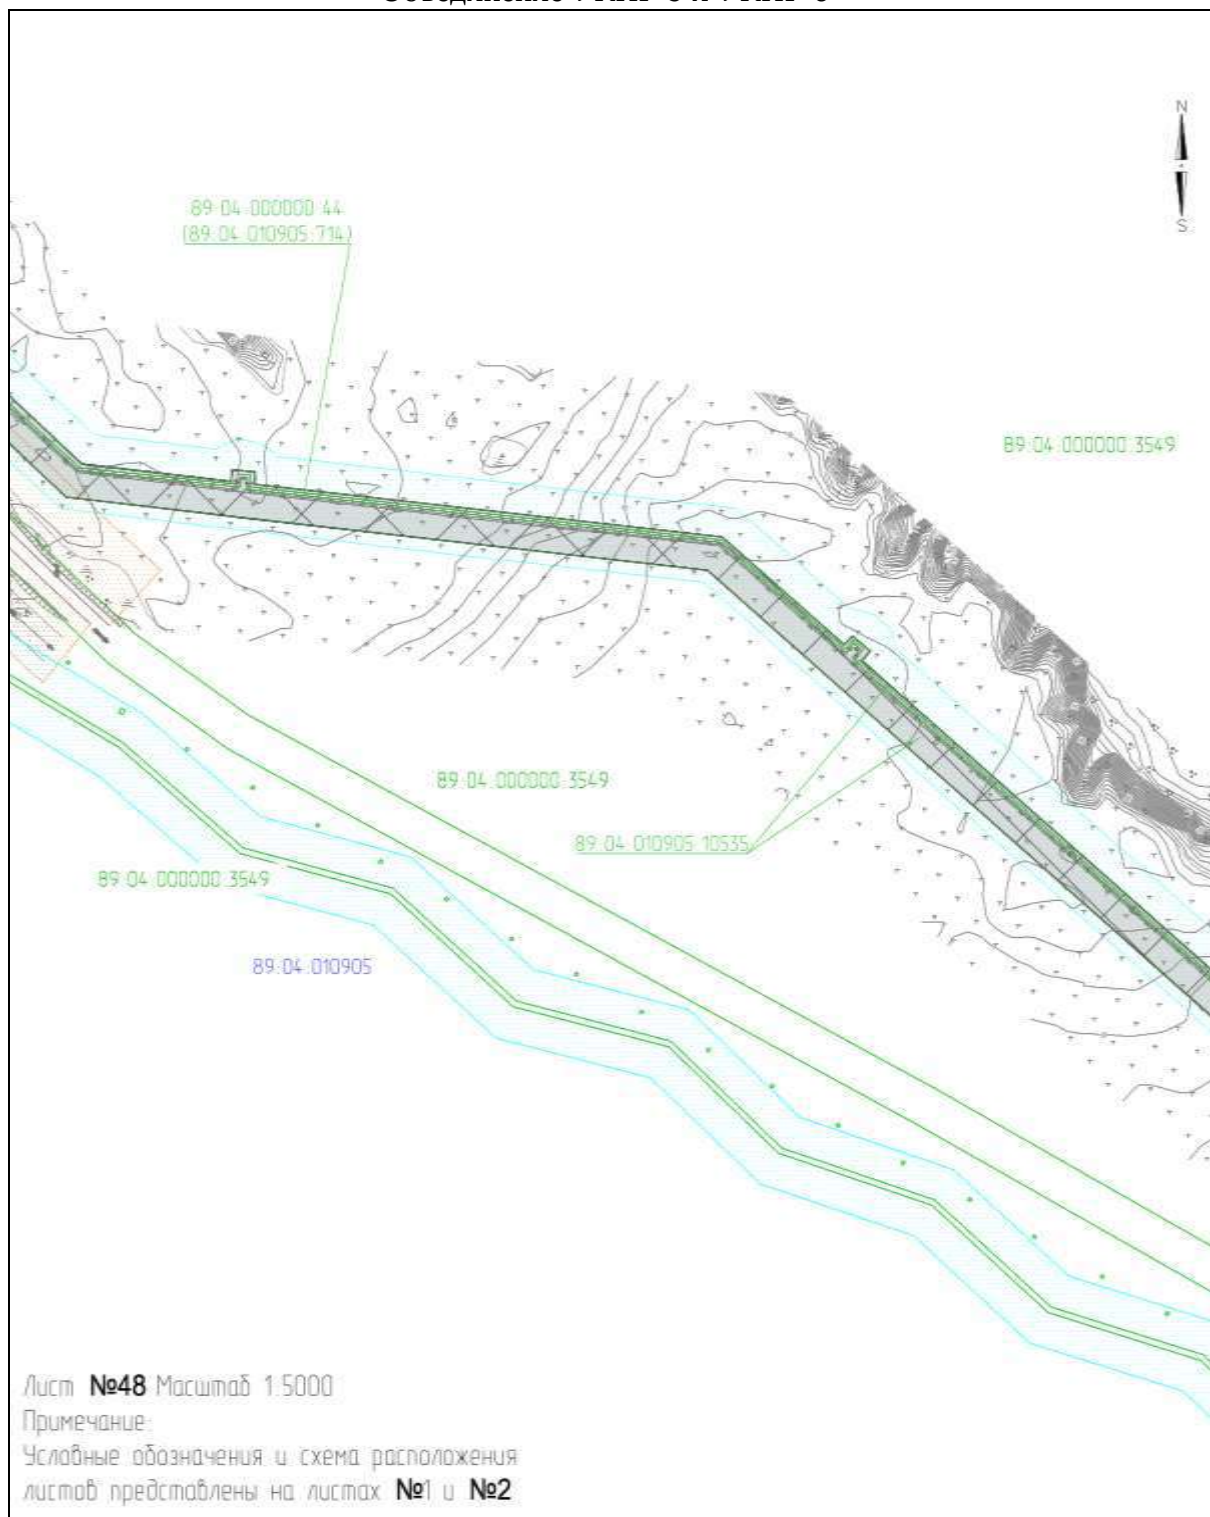 N
S
89:04:000000:44
(89:04:010905:714)
89:04:000000:3549
89:04:000000:3549
89:04:010905:10535
89:04:000000:3549
89:04:010905
Лист №48 Масштаб 1:5000
Примечание:
Условные обозначения и схема расположения
листов представлены на листах №1 и №2